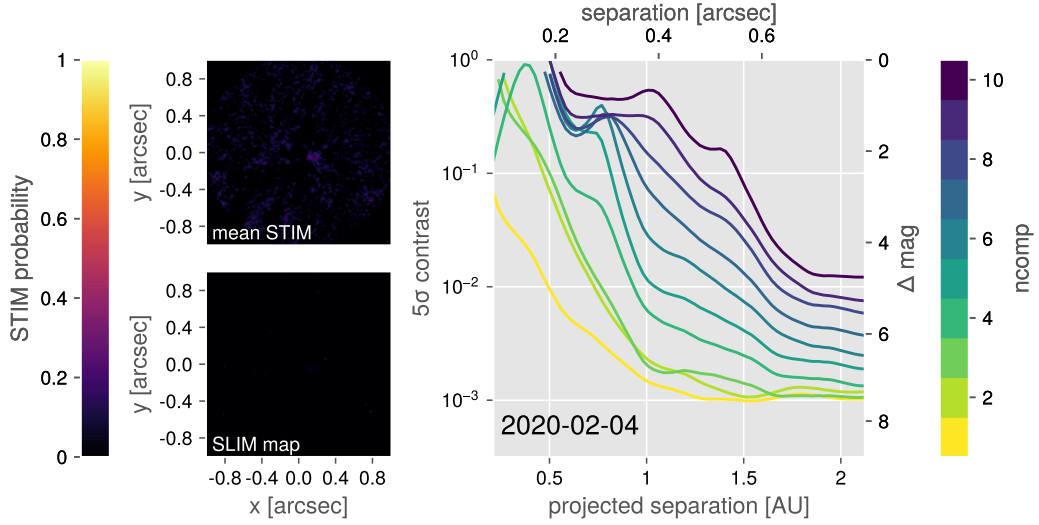 STIM probability
1
0.8
0.6
0.4
0.2
0
y [arcsec]
0.8
0.4
0.0
-0.4
-0.8
mean STIM
y [arcsec]
0.8
0.4
0.0
-0.4
-0.8
SLIM map
-0.8 -0.4 0.0 0.4 0.8
x [arcsec]
separation [arcsec]
0.2 0.4 0.6
5σ contrast
10⁰
10⁻¹
10⁻²
10⁻³
2020-02-04
0.5 1 1.5 2
projected separation [AU]
0
2
4
6
8
Δ mag
10
8
6
4
2
ncomp